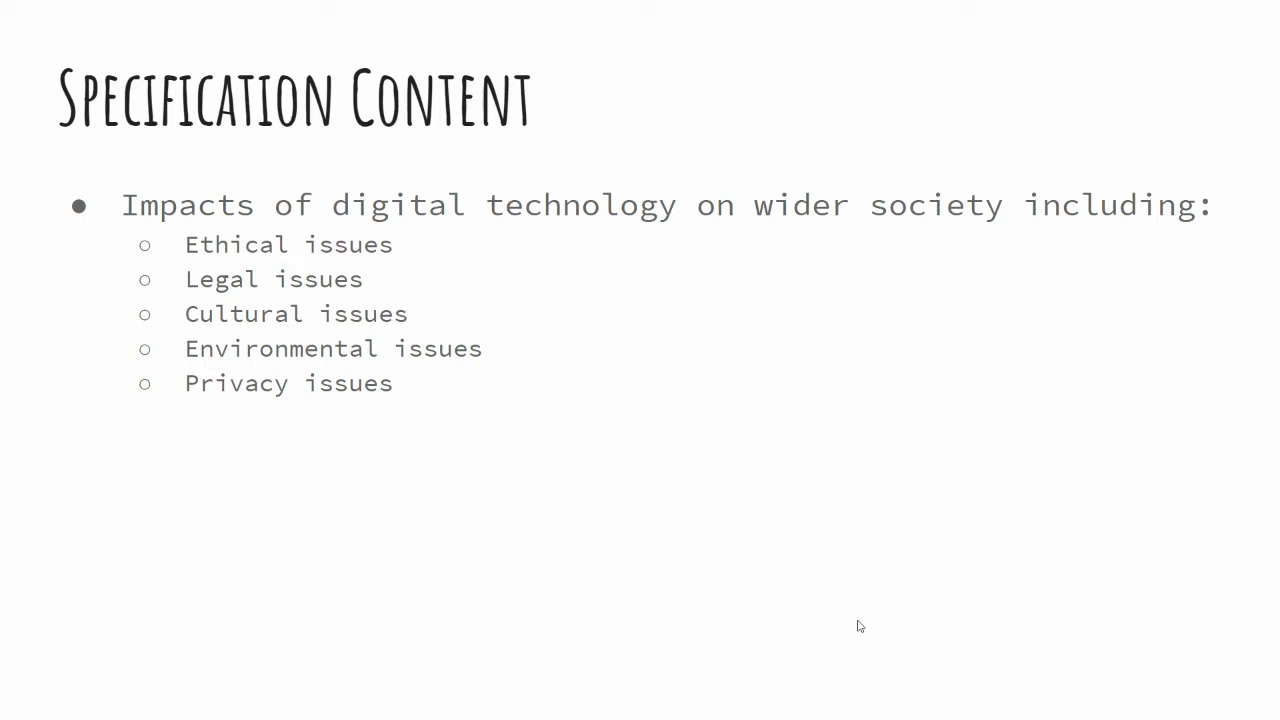 Specification Content
● Impacts of digital technology on wider society including:
○ Ethical issues
○ Legal issues
○ Cultural issues
○ Environmental issues
○ Privacy issues